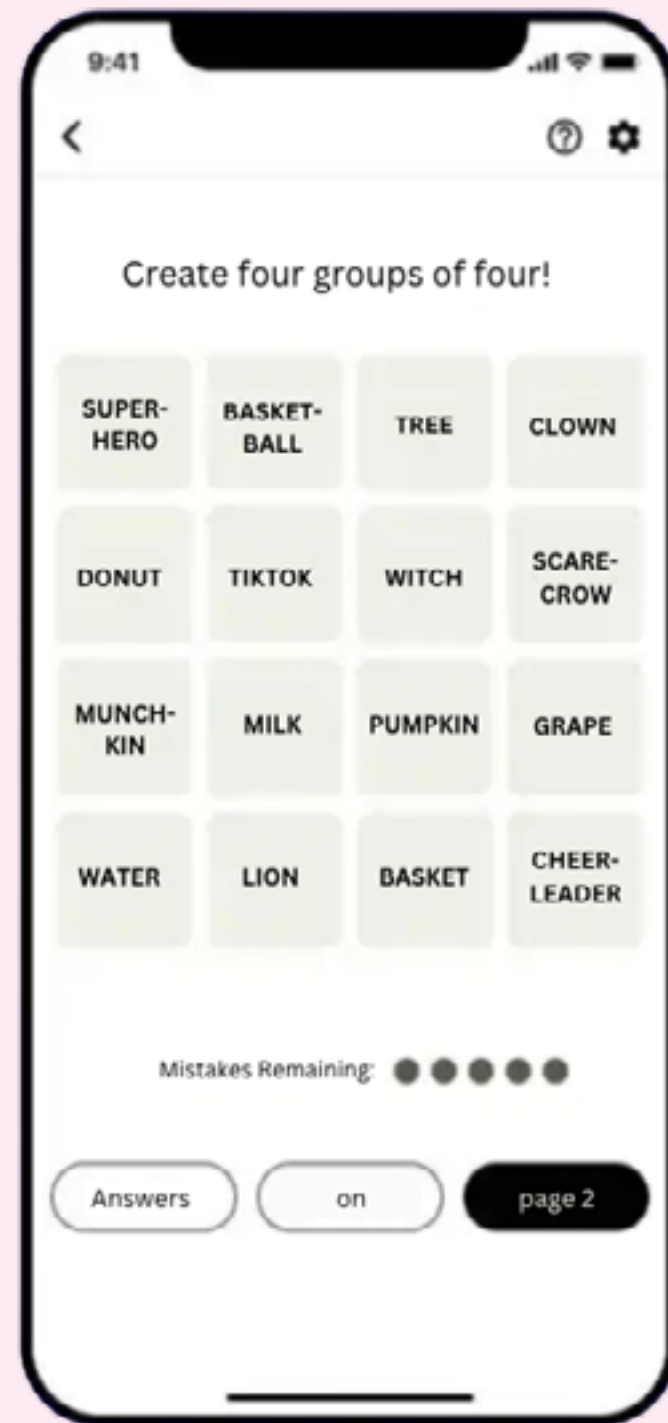 9:41
Create four groups of four!
SUPER-
HERO
BASKET-
BALL
TREE
CLOWN
DONUT
TIKTOK
WITCH
SCARE-
CROW
MUNCH-
KIN
MILK
PUMPKIN
GRAPE
WATER
LION
BASKET
CHEER-
LEADER
Mistakes Remaining:
Answers
on
page 2